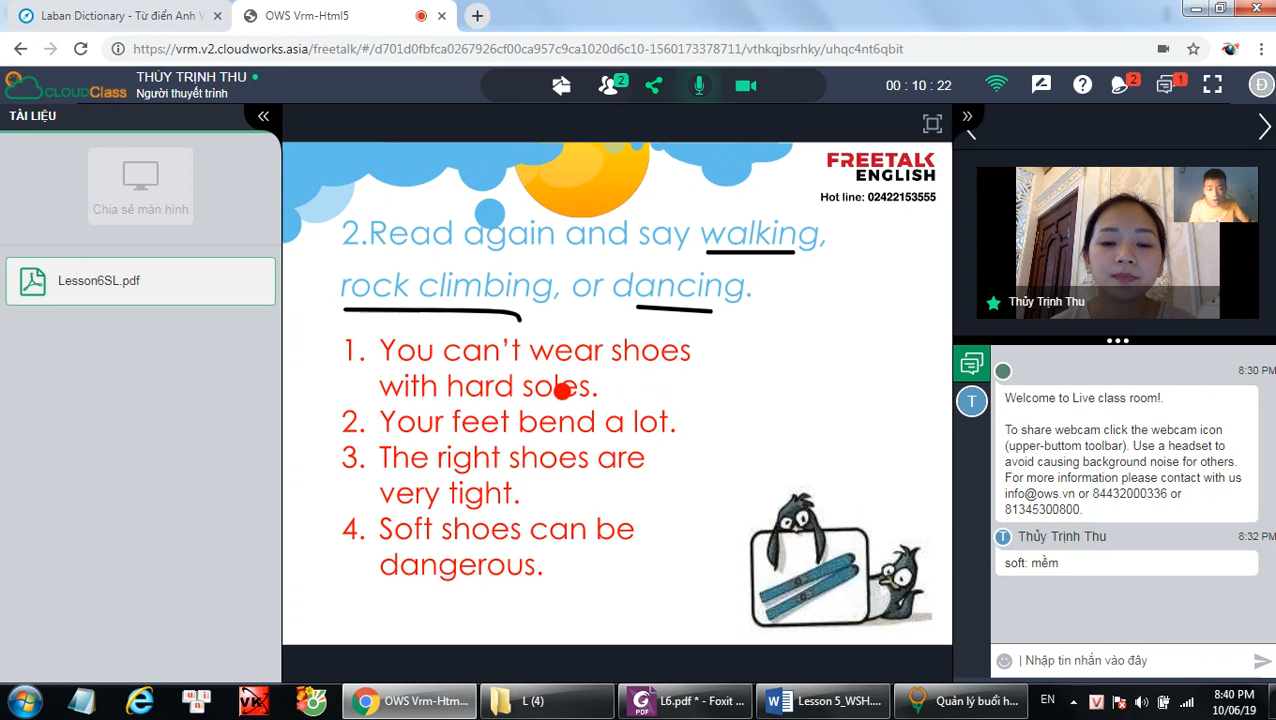 Laban Dictionary - Từ điển Anh V
OWS Vrm-Html5
https://vrm.v2.cloudworks.asia/freetalk/#/d701d0fbfca0267926cf00ca957c9ca1020d6c10-1560173378711/vthkqjbsrhky/uhqc4nt6qbit
CLOUDClass
THÙY TRỊNH THU
Người thuyết trình
2
00 : 10 : 22
2
1
Đ
TÀI LIỆU
Chia sẻ màn hình
Lesson6SL.pdf
FREETALK
ENGLISH
Hot line: 02422153555
2.Read again and say walking,
rock climbing, or dancing.
1. You can't wear shoes
with hard soles.
2. Your feet bend a lot.
3. The right shoes are
very tight.
4. Soft shoes can be
dangerous.
Thủy Trịnh Thu
8:30 PM
T
Welcome to Live class room!.
To share webcam click the webcam icon
(upper-buttom toolbar). Use a headset to
avoid causing background noise for others.
For more information please contact with us
info@ows.vn or 84432000336 or
81345300800.
T Thủy Trịnh Thu 8:32 PM
soft: mềm
Nhập tin nhắn vào đây
OWS Vrm-Htm...
L (4)
L6.pdf * - Foxit ...
Lesson 5_WSH....
Quản lý buổi h...
EN
8:40 PM
10/06/19